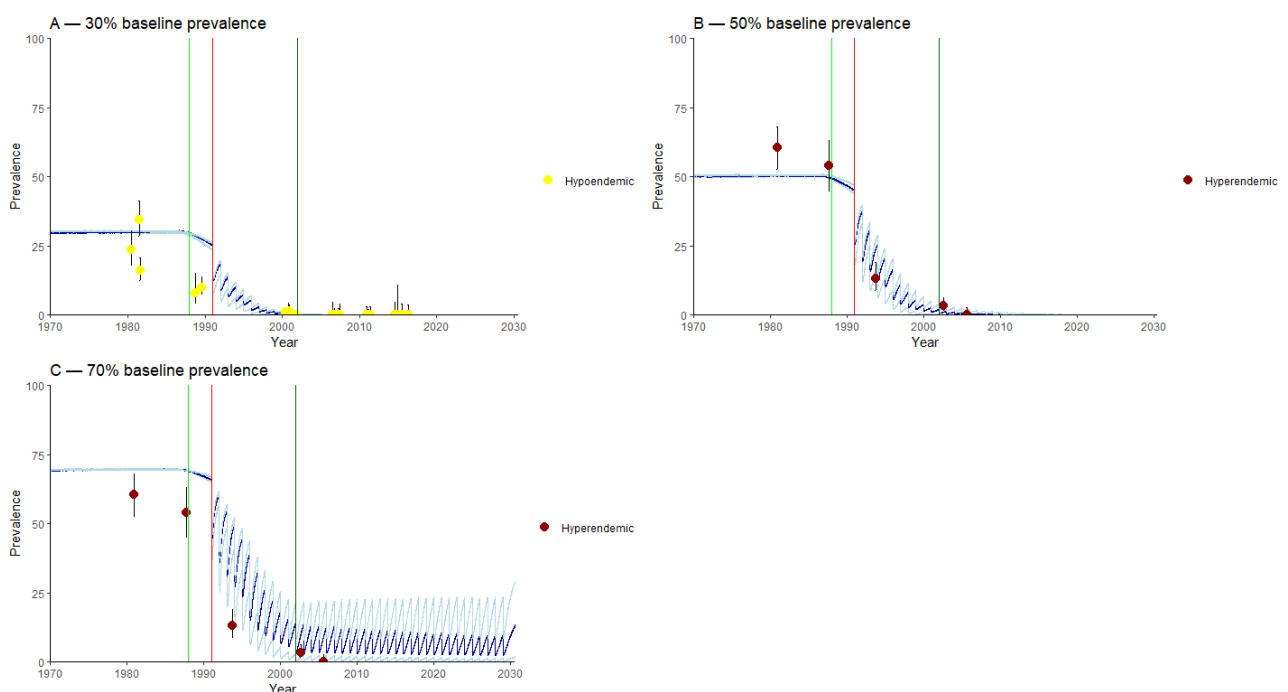 A — 30% baseline prevalence
100
75
50
25
0
Prevalence
1970 1980 1990 2000 2010 2020 2030
Year
Hypoendemic
B — 50% baseline prevalence
100
75
50
25
0
Prevalence
1970 1980 1990 2000 2010 2020 2030
Year
Hyperendemic
C — 70% baseline prevalence
100
75
50
25
0
Prevalence
1970 1980 1990 2000 2010 2020 2030
Year
Hyperendemic